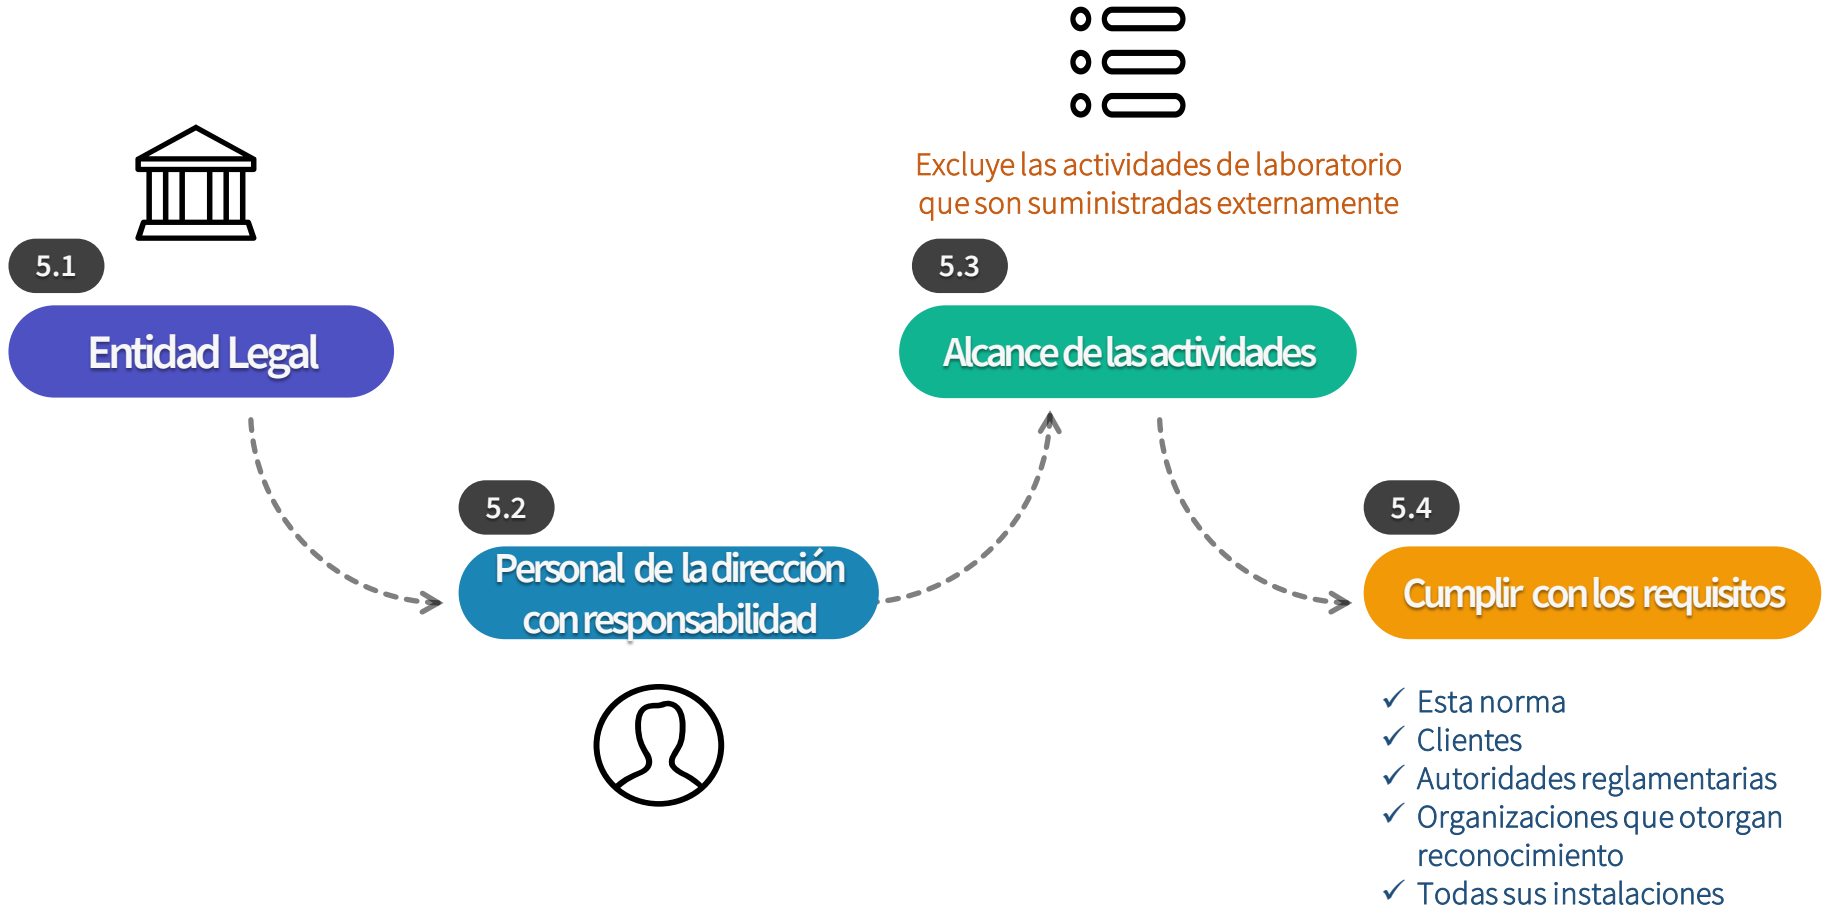 5.1
Entidad Legal
5.2
Personal de la dirección
con responsabilidad
Excluye las actividades de laboratorio
que son suministradas externamente
5.3
Alcance de las actividades
5.4
Cumplir con los requisitos
✓ Esta norma
✓ Clientes
✓ Autoridades reglamentarias
✓ Organizaciones que otorgan
reconocimiento
✓ Todas sus instalaciones